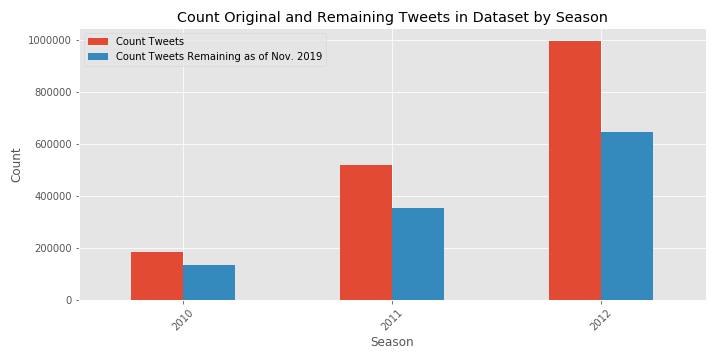 Count Original and Remaining Tweets in Dataset by Season
Count Tweets
Count Tweets Remaining as of Nov. 2019
1000000
800000
600000
400000
200000
0
Count
2010
2011
2012
Season